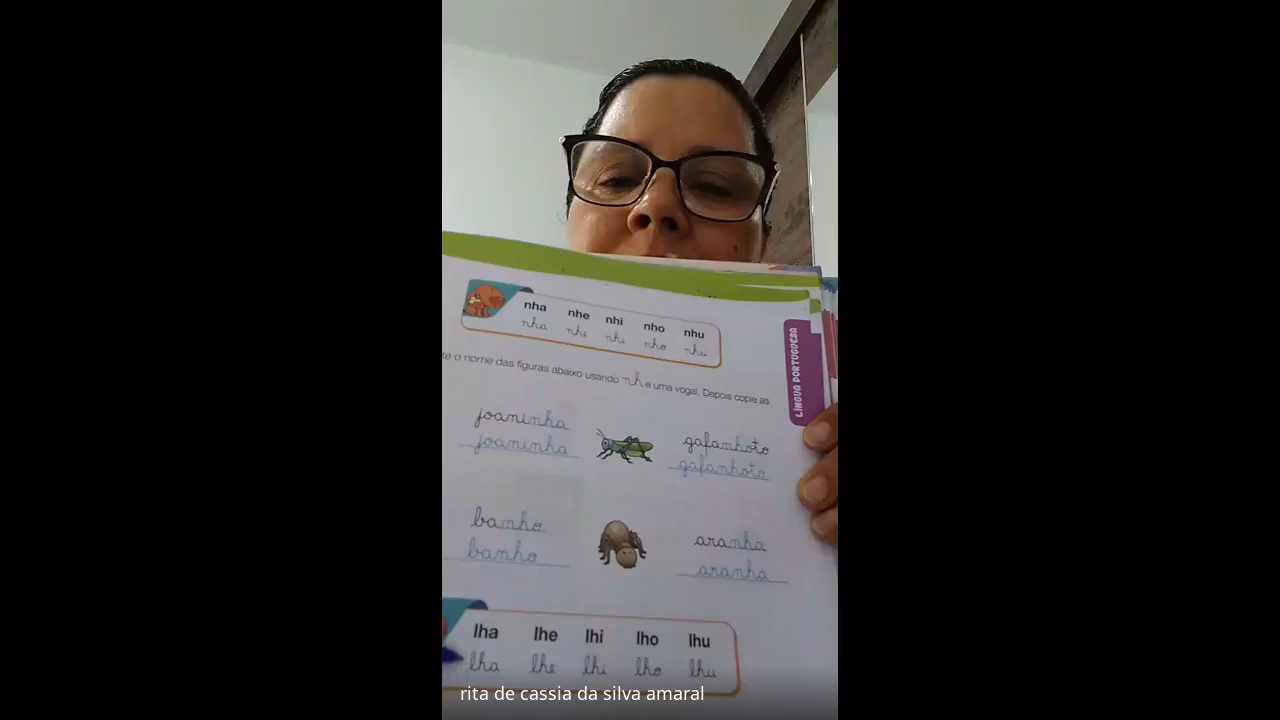 nha nhe nhi nho nhu
nha nhe nhi nho nhu
LÍNGUA PORTUGUESA
o nome das figuras abaixo usando nh e uma vogal. Depois copie as
joaninha
joaninha
gafanhoto
gafanhoto
banho
banho
aranha
aranha
lha lhe lhi lho lhu
lha lhe lhi lho lhu
rita de cassia da silva amaral